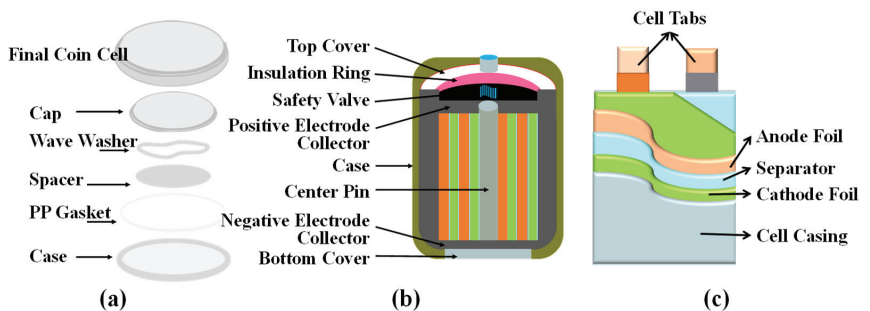 Final Coin Cell
Cap
Wave Washer
Spacer
PP Gasket
Case
(a)
Top Cover
Insulation Ring
Safety Valve
Positive Electrode
Collector
Case
Center Pin
Negative Electrode
Collector
Bottom Cover
(b)
Cell Tabs
Anode Foil
Separator
Cathode Foil
Cell Casing
(c)